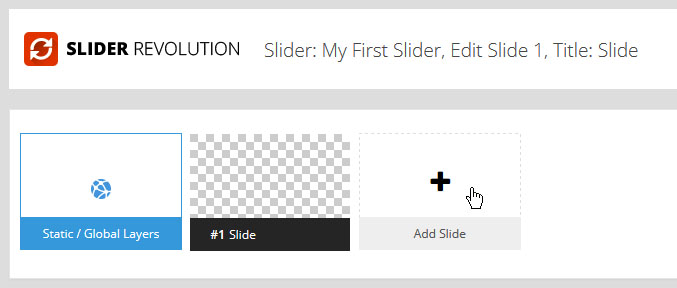 SLIDER REVOLUTION
Slider: My First Slider, Edit Slide 1, Title: Slide
Static / Global Layers
#1 Slide
Add Slide